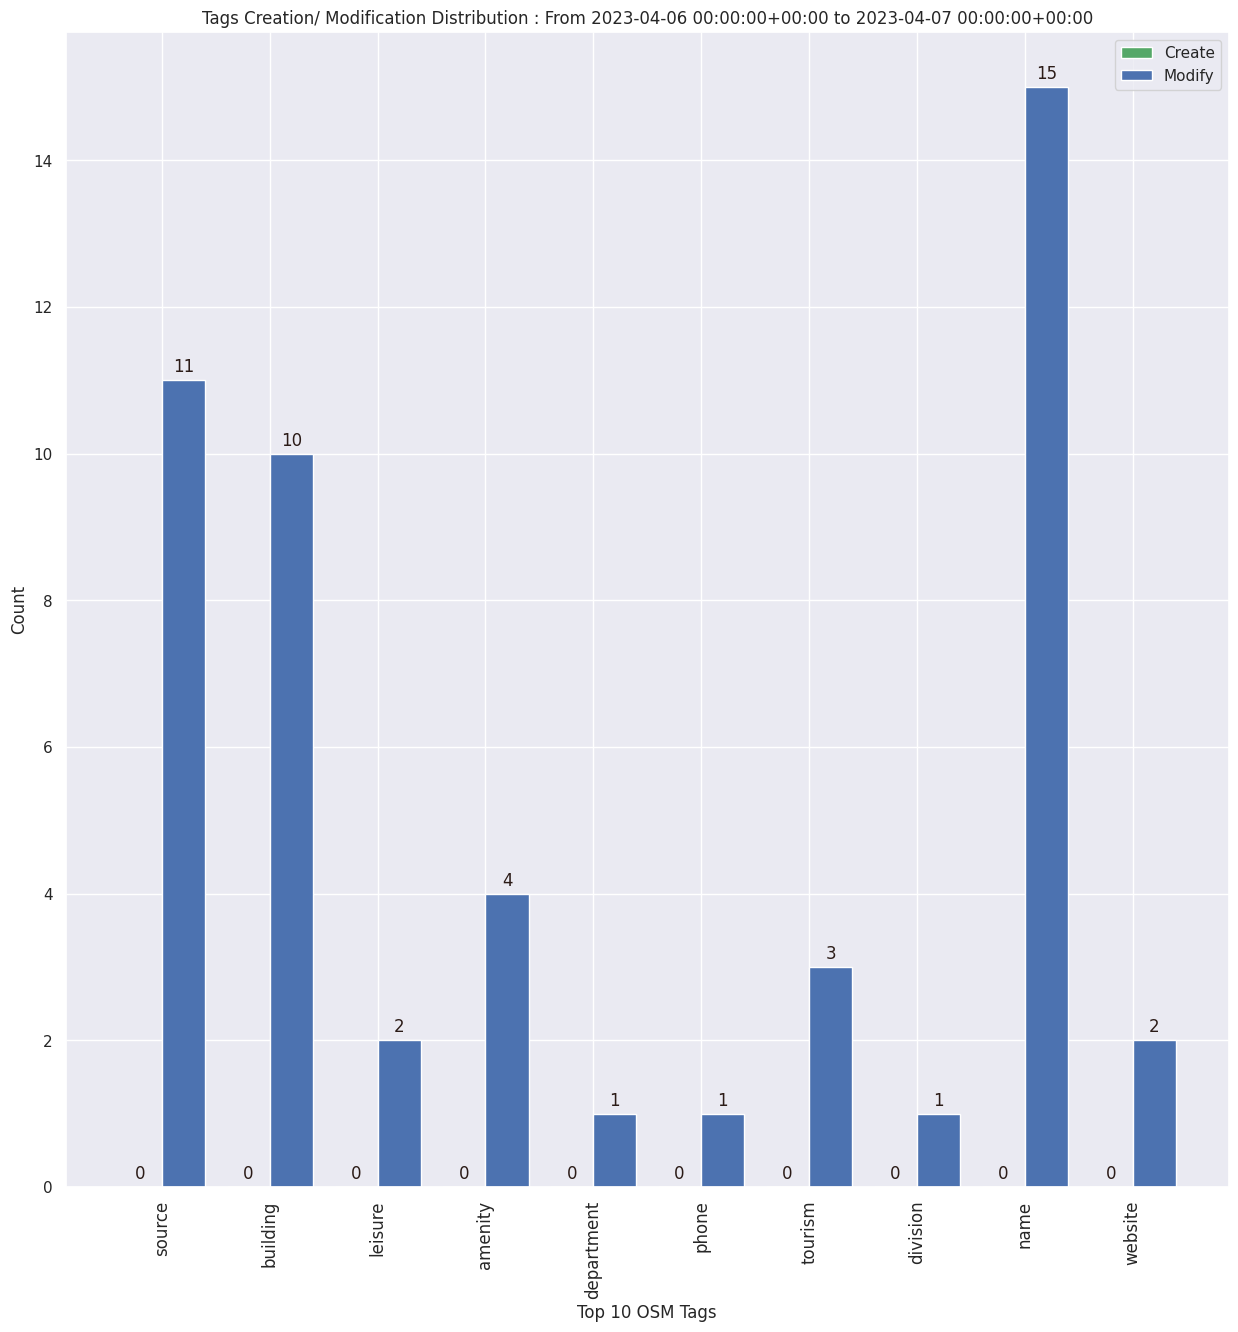 Tags Creation/ Modification Distribution : From 2023-04-06 00:00:00+00:00 to 2023-04-07 00:00:00+00:00
Create
Modify
15
14
12
11
10
10
8
6
4
4
3
2
2
2
1
1
1
0
0
0
0
0
0
0
0
0
0
0
Count
source
building
leisure
amenity
department
phone
tourism
division
name
website
Top 10 OSM Tags